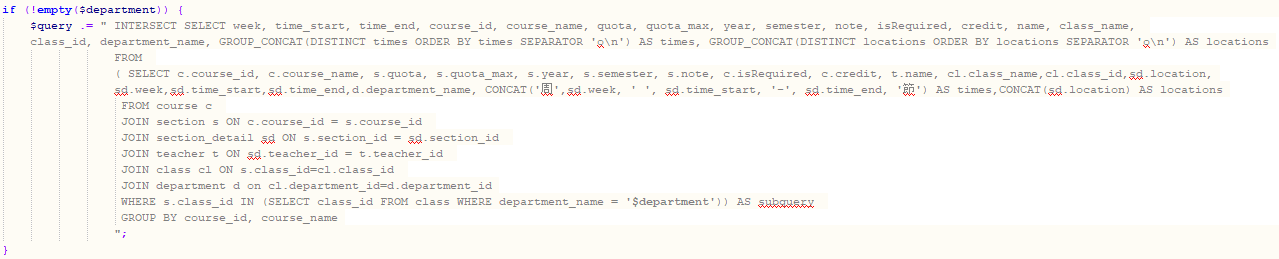 if (!empty($department)) {
$query .= " INTERSECT SELECT week, time_start, time_end, course_id, course_name, quota, quota_max, year, semester, note, isRequired, credit, name, class_name,
class_id, department_name, GROUP_CONCAT(DISTINCT times ORDER BY times SEPARATOR 'g\n') AS times, GROUP_CONCAT(DISTINCT locations ORDER BY locations SEPARATOR 'g\n') AS locations
FROM
( SELECT c.course_id, c.course_name, s.quota, s.quota_max, s.year, s.semester, s.note, c.isRequired, c.credit, t.name, cl.class_name,cl.class_id,sd.location,
sd.week,sd.time_start,sd.time_end,d.department_name, CONCAT('周',sd.week, ' ', sd.time_start, '-', sd.time_end, '節') AS times,CONCAT(sd.location) AS locations
FROM course c
JOIN section s ON c.course_id = s.course_id
JOIN section_detail sd ON s.section_id = sd.section_id
JOIN teacher t ON sd.teacher_id = t.teacher_id
JOIN class cl ON s.class_id=cl.class_id
JOIN department d on cl.department_id=d.department_id
WHERE s.class_id IN (SELECT class_id FROM class WHERE department_name = '$department')) AS subquery
GROUP BY course_id, course_name
";
}